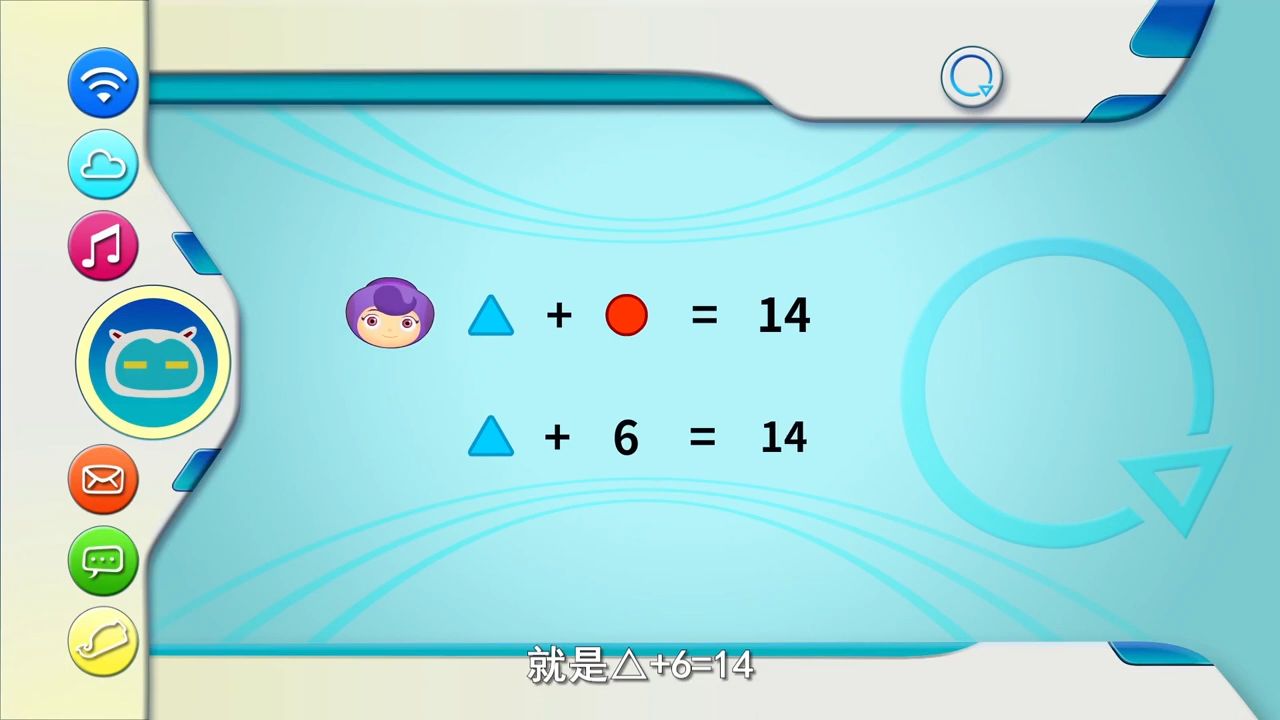 ▲ + ● = 14
▲ + 6 = 14
就是△+6=14